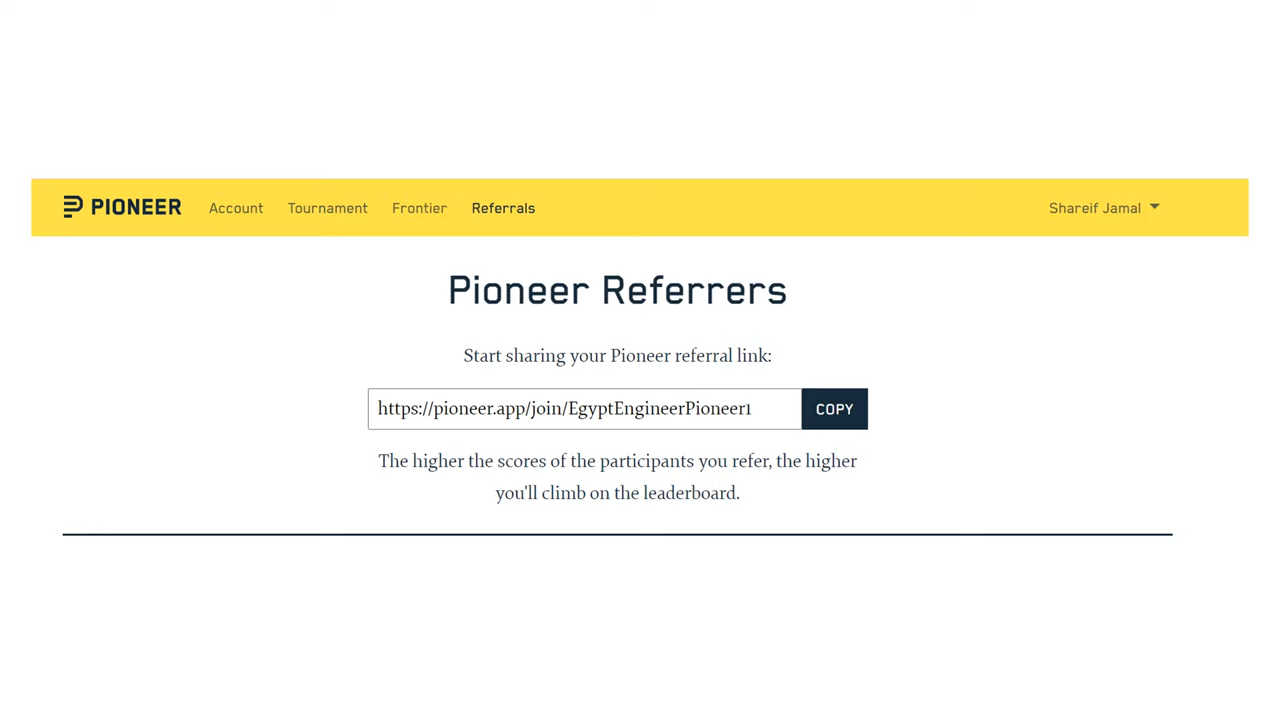 PIONEER Account Tournament Frontier Referrals Shareif Jamal
Pioneer Referrers
Start sharing your Pioneer referral link:
https://pioneer.app/join/EgyptEngineerPioneer1 COPY
The higher the scores of the participants you refer, the higher
you'll climb on the leaderboard.